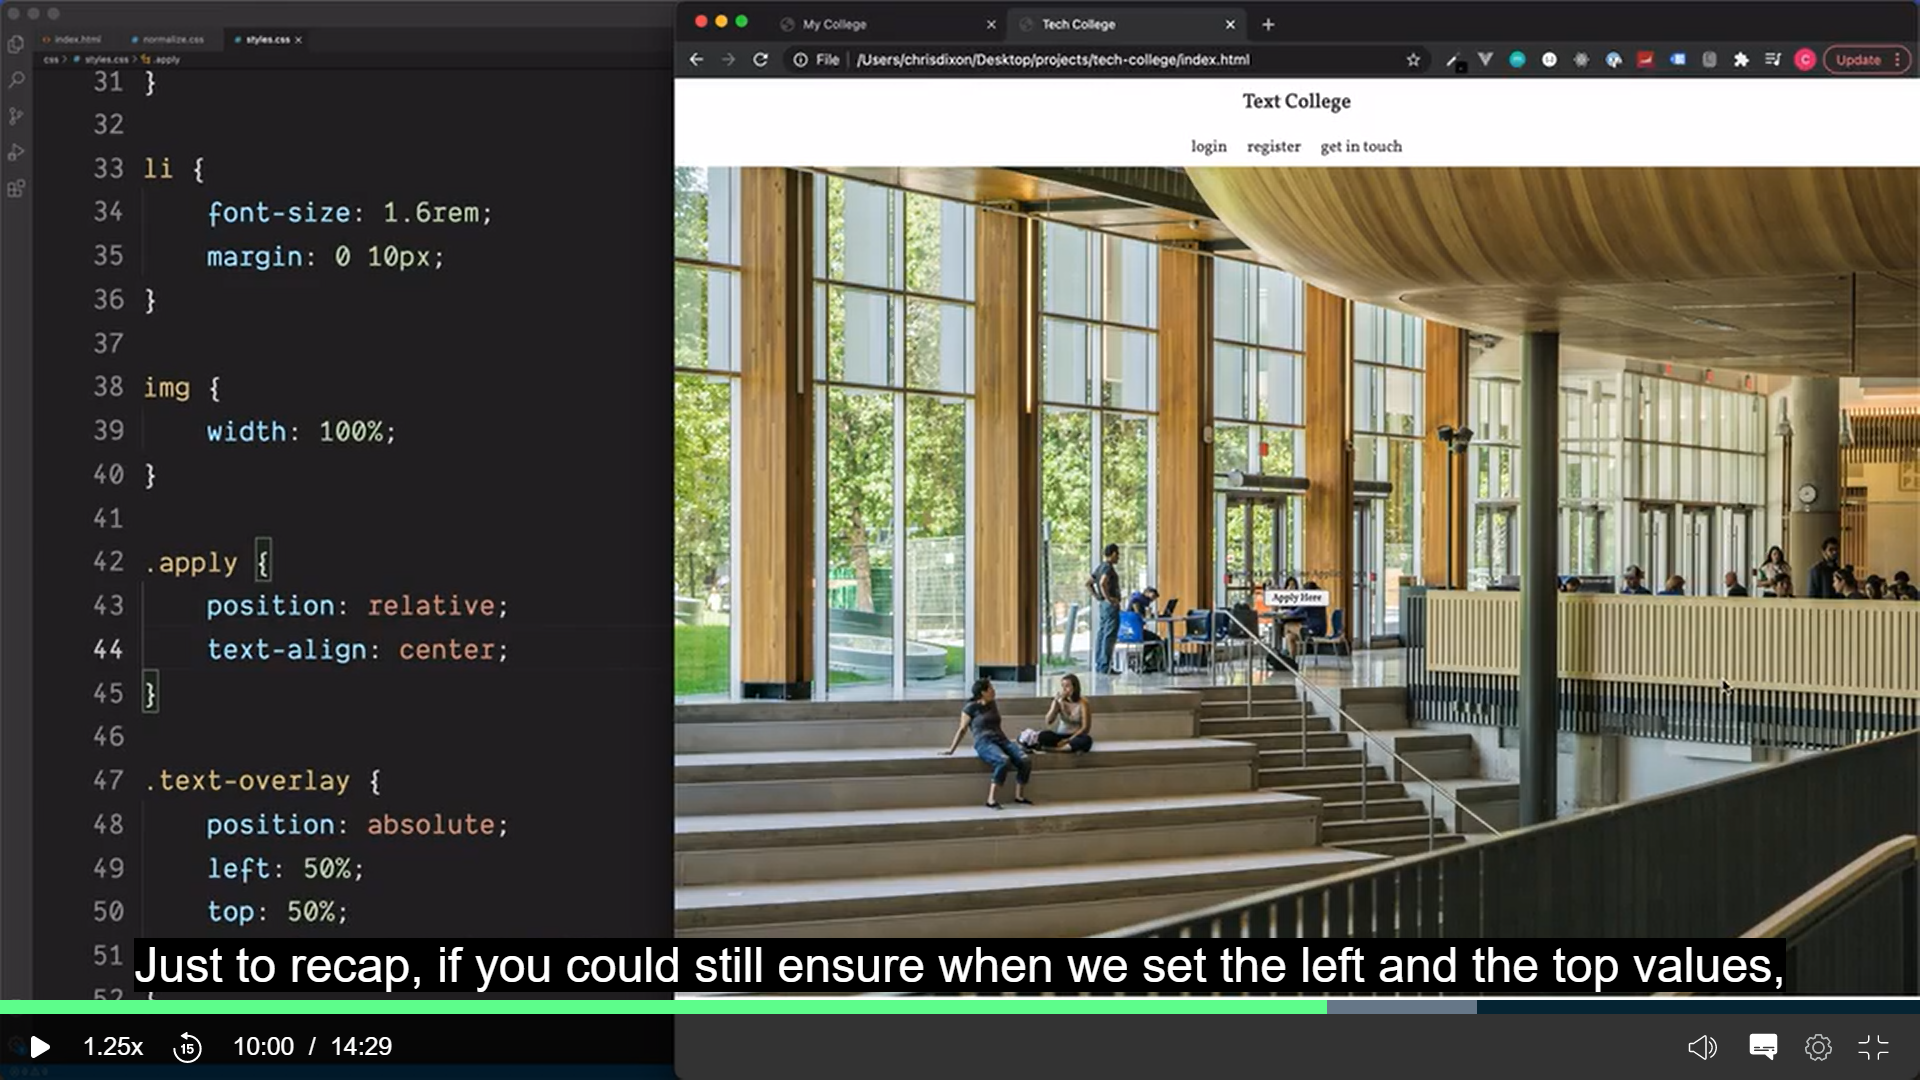 index.html
normalize.css
styles.css
css > styles.css > .apply
31 }
32
33 li {
34 font-size: 1.6rem;
35 margin: 0 10px;
36 }
37
38 img {
39 width: 100%;
40 }
41
42 .apply {
43 position: relative;
44 text-align: center;
45 }
46
47 .text-overlay {
48 position: absolute;
49 left: 50%;
50 top: 50%;
51
52
My College
Tech College
File /Users/chrisdixon/Desktop/projects/tech-college/index.html
C
Update
Text College
login register get in touch
Apply Here
Just to recap, if you could still ensure when we set the left and the top values,
1.25x 15 10:00 / 14:29